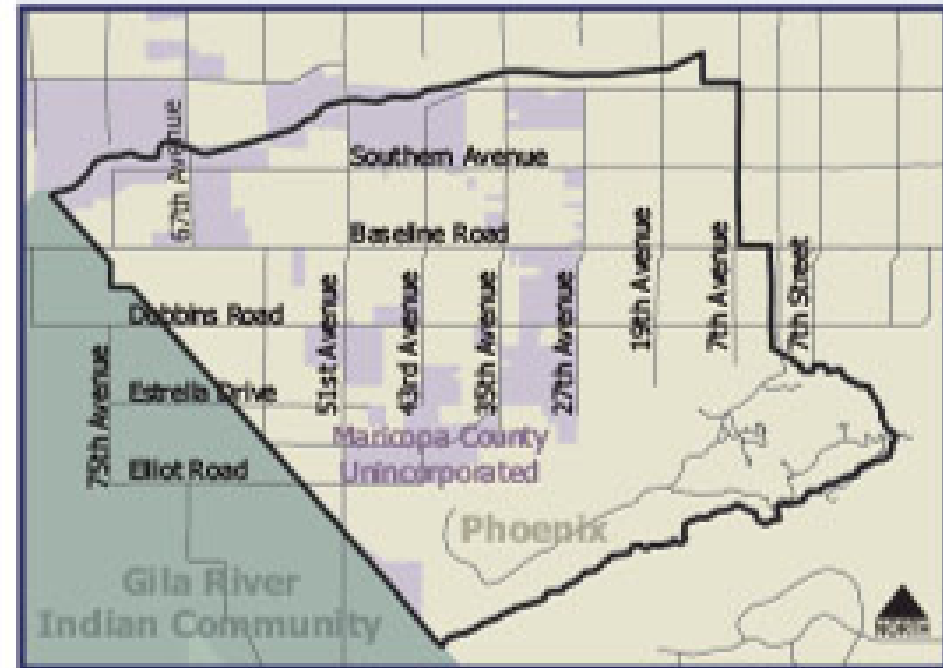 67th Avenue
Southern Avenue
Baseline Road
Dobbins Road
75th Avenue
Estrella Drive
51st Avenue
43rd Avenue
35th Avenue
27th Avenue
19th Avenue
7th Avenue
7th Street
Maricopa County
Unincorporated
Elliot Road
Phoenix
Gila River
Indian Community
NORTH